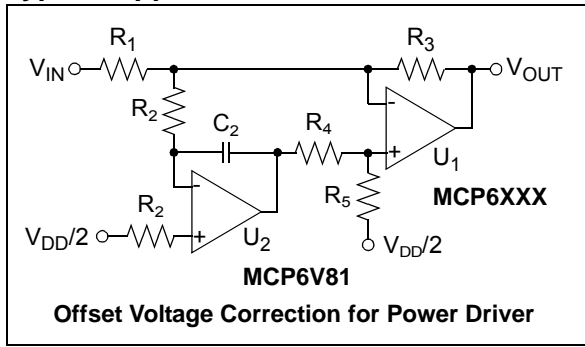 R1
R3
VIN
VOUT
R2
C2
R4
-
-
+
U1
R5
MCP6XXX
R2
-
+
VDD/2
U2
VDD/2
MCP6V81
Offset Voltage Correction for Power Driver